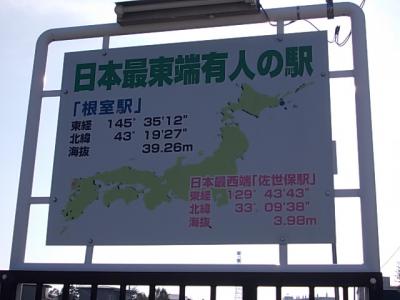 日本最東端有人の駅
「根室駅」
東経 145° 35'12"
北緯 43° 19'27"
海抜 39.26m
日本最西端「佐世保駅」
東経 129° 43'43"
北緯 33° 09'38"
海抜 3.98m